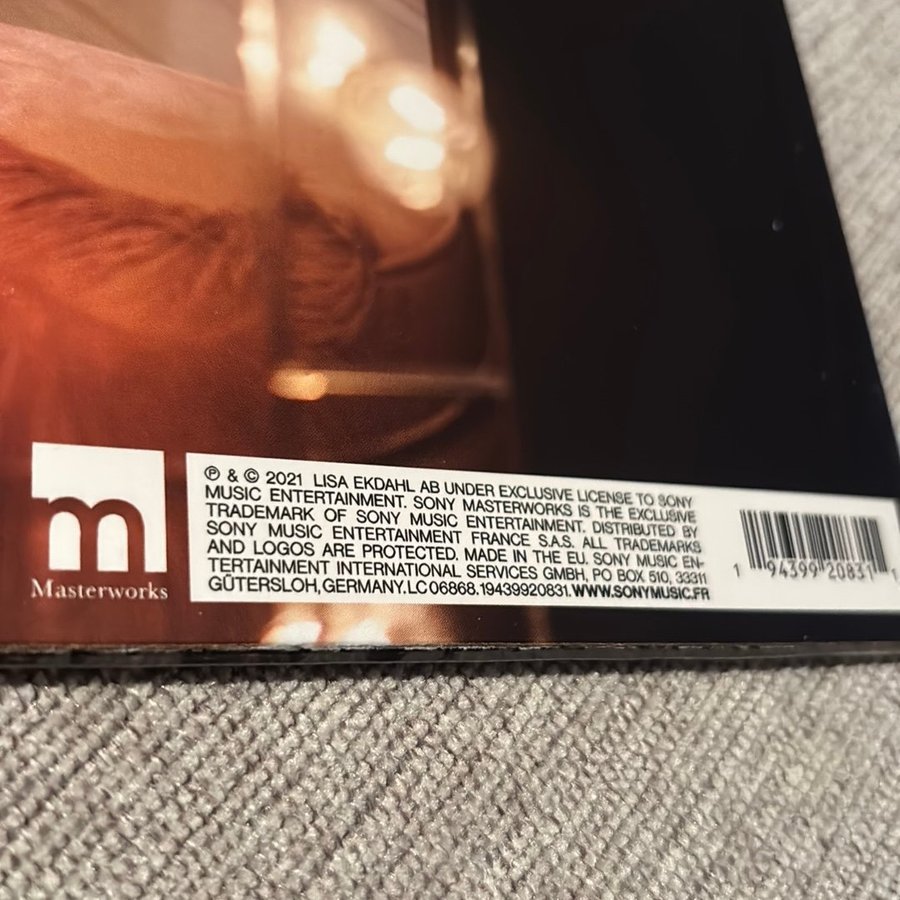 m
Masterworks
℗ & © 2021 LISA EKDAHL AB UNDER EXCLUSIVE LICENSE TO SONY
MUSIC ENTERTAINMENT. SONY MASTERWORKS IS THE EXCLUSIVE
TRADEMARK OF SONY MUSIC ENTERTAINMENT. DISTRIBUTED BY
SONY MUSIC ENTERTAINMENT FRANCE S.A.S. ALL TRADEMARKS
AND LOGOS ARE PROTECTED. MADE IN THE EU. SONY MUSIC EN-
TERTAINMENT INTERNATIONAL SERVICES GMBH, PO BOX 510, 33311
GÜTERSLOH, GERMANY. LC 06868. 19439920831. WWW.SONYMUSIC.FR
1 94399 20831 1